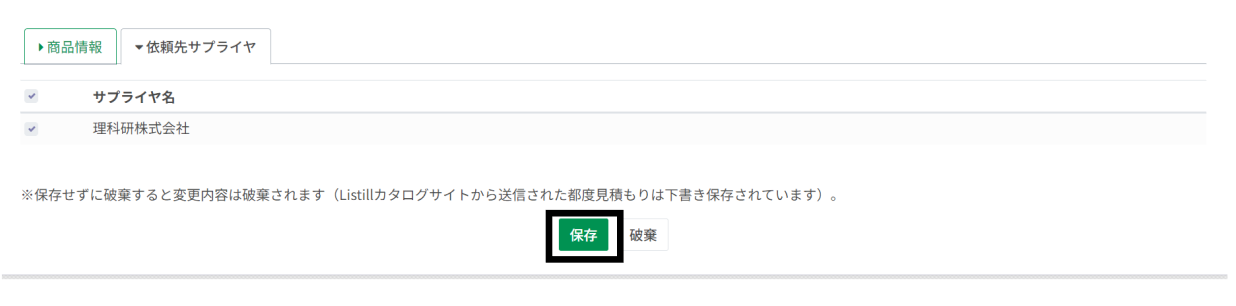 商品情報 依頼先サプライヤ
サプライヤ名
理科研株式会社
※保存せずに破棄すると変更内容は破棄されます（Listillカタログサイトから送信された都度見積もりは下書き保存されています）。
保存 破棄